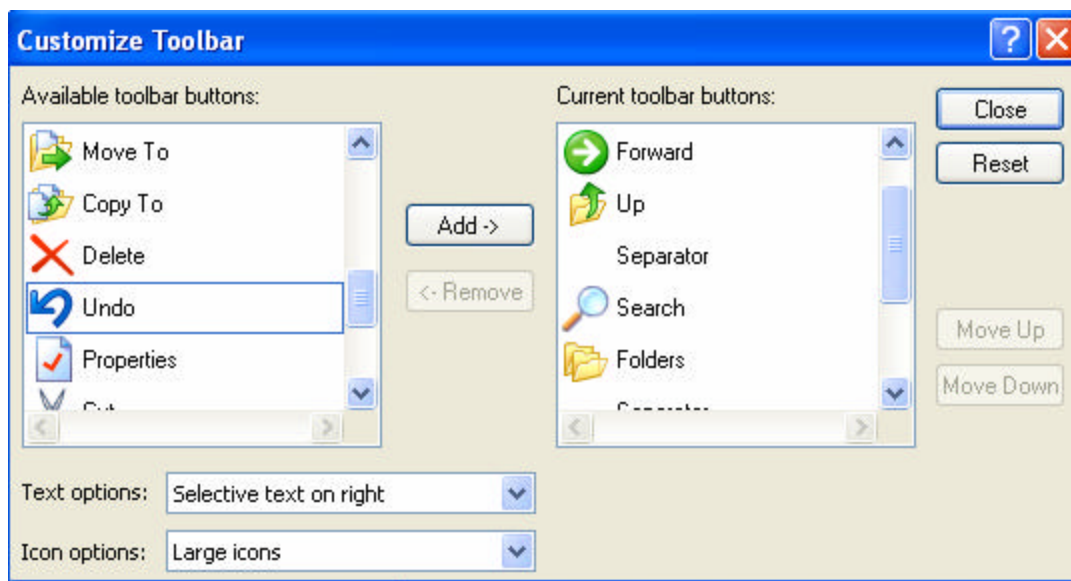 Customize Toolbar
Available toolbar buttons:
Move To
Copy To
Delete
Undo
Properties
Cut
Add ->
<- Remove
Current toolbar buttons:
Forward
Up
Separator
Search
Folders
Separator
Close
Reset
Move Up
Move Down
Text options: Selective text on right
Icon options: Large icons